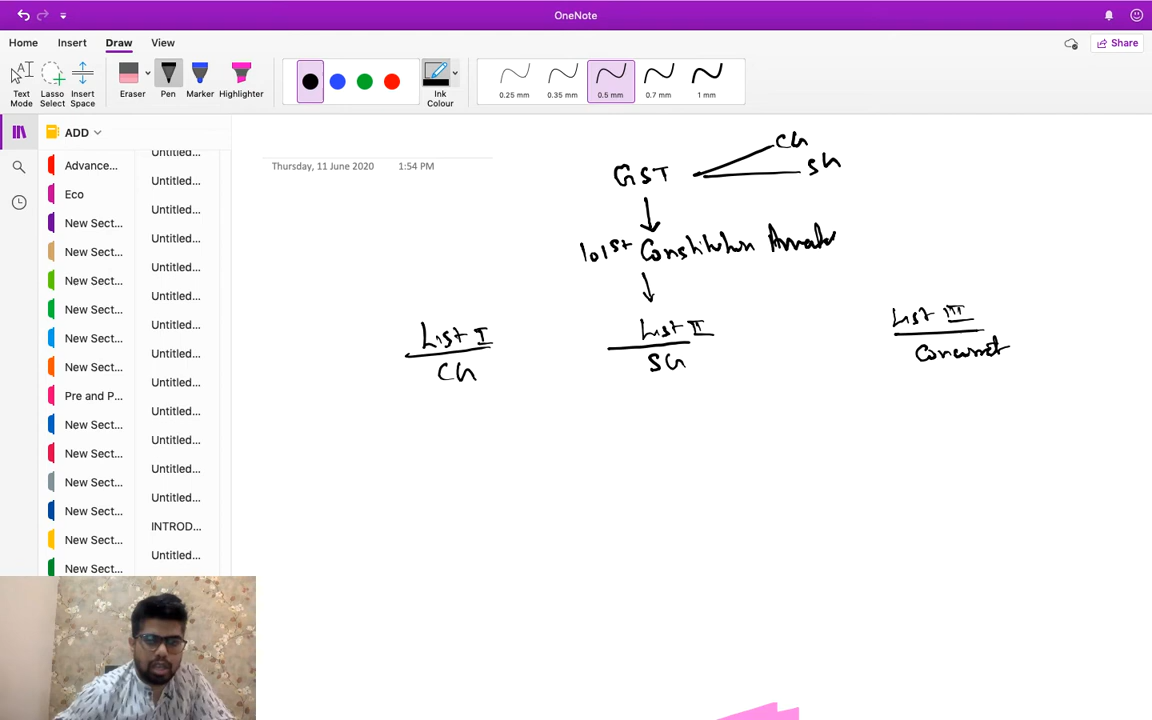 OneNote
Home Insert Draw View
Share
Text Mode
Lasso Select
Insert Space
Eraser
Pen
Marker
Highlighter
Ink Colour
0.25 mm 0.35 mm 0.5 mm 0.7 mm 1 mm
ADD
Advance...
Eco
New Sect...
New Sect...
New Sect...
New Sect...
New Sect...
New Sect...
Pre and P...
New Sect...
New Sect...
New Sect...
New Sect...
New Sect...
New Sect...
Untitled...
Untitled...
Untitled...
Untitled...
Untitled...
Untitled...
Untitled...
Untitled...
Untitled...
Untitled...
Untitled...
Untitled...
Untitled...
INTROD...
Untitled...
Thursday, 11 June 2020 1:54 PM
CG
GST SG
101st Constitution
List I List II List III
CG SG